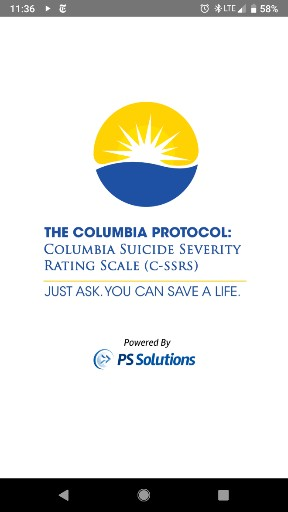 11:36 LTE 58%
THE COLUMBIA PROTOCOL:
COLUMBIA SUICIDE SEVERITY
RATING SCALE (C-SSRS)
JUST ASK. YOU CAN SAVE A LIFE.
Powered By
PS Solutions